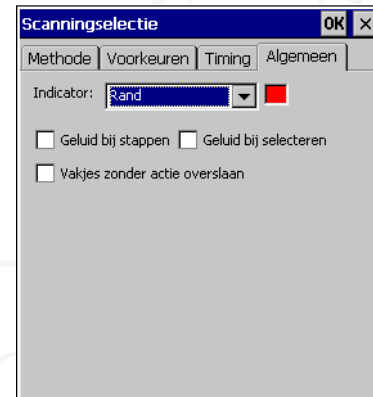 Scanningselectie OK ×
Methode Voorkeuren Timing Algemeen
Indicator: Rand
Geluid bij stappen Geluid bij selecteren
Vakjes zonder actie overslaan